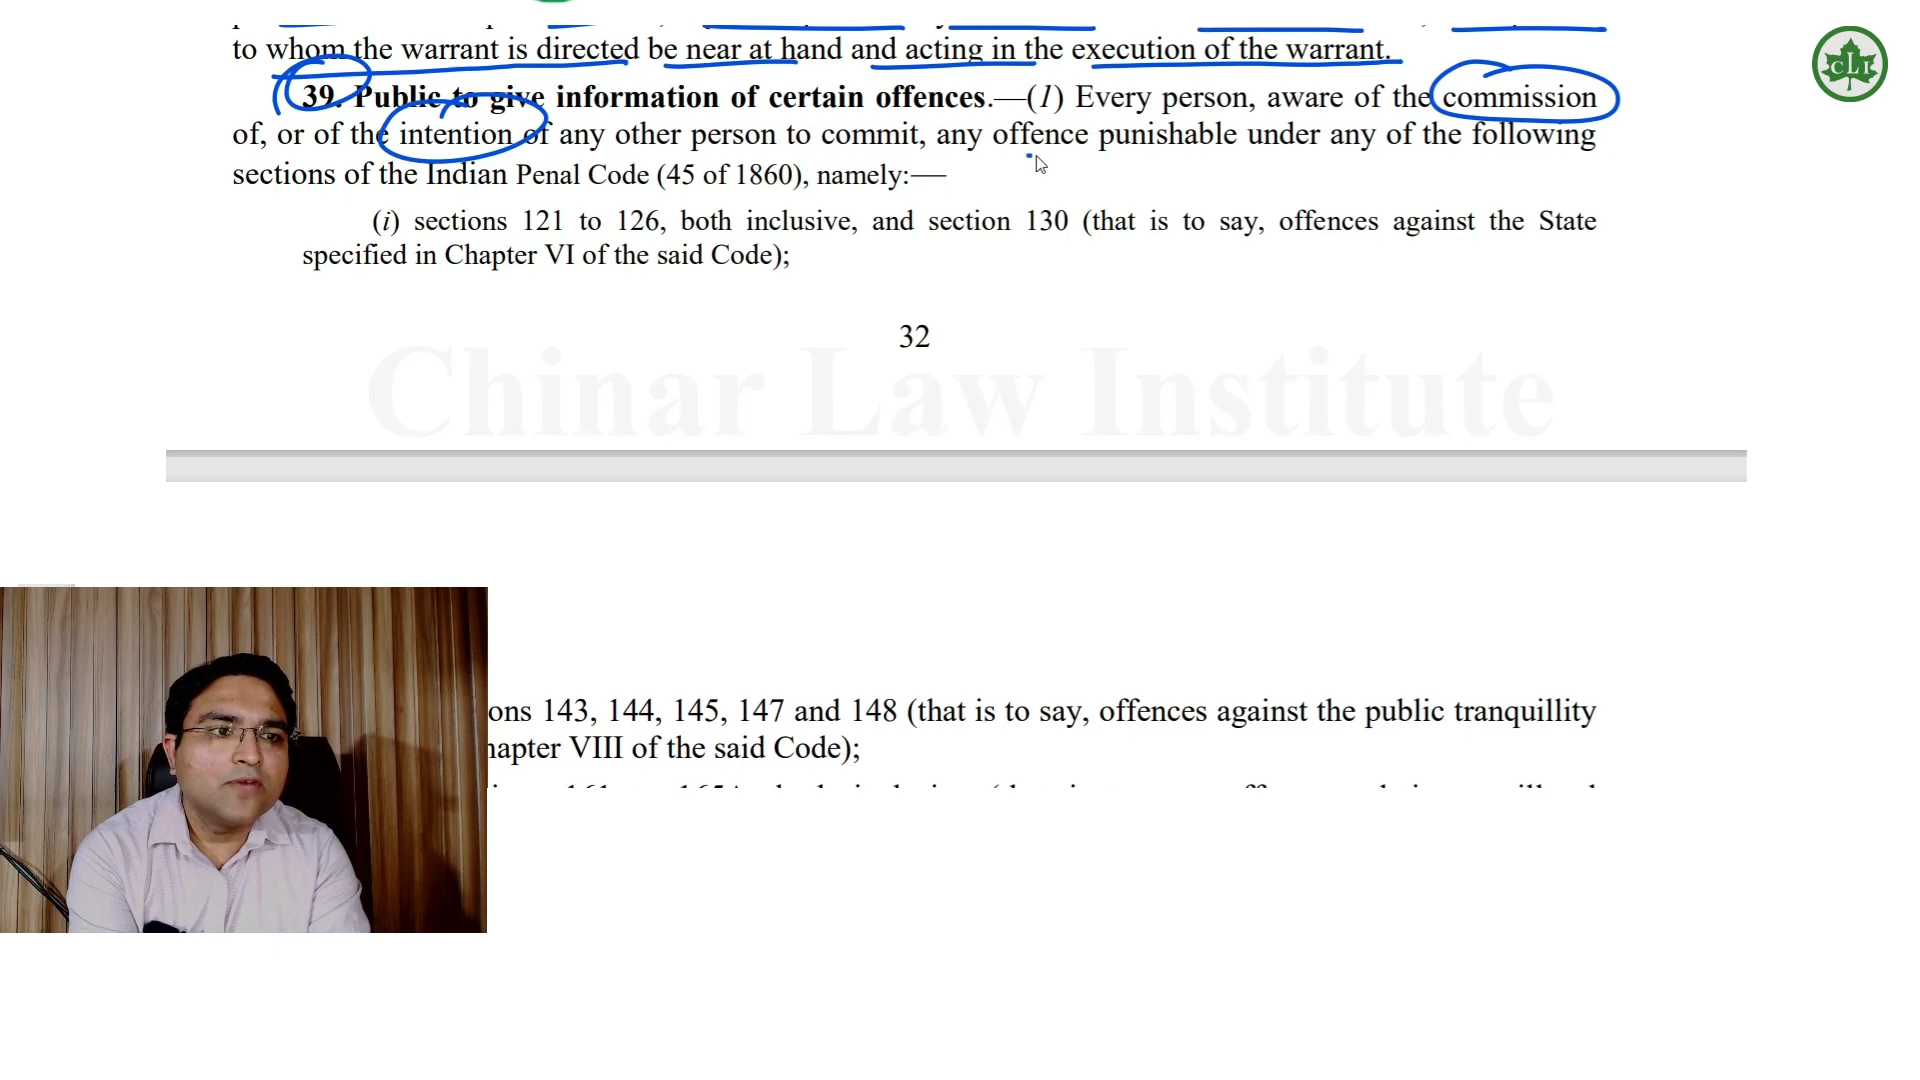 to whom the warrant is directed be near at hand and acting in the execution of the warrant.
39. Public to give information of certain offences.—(1) Every person, aware of the commission
of, or of the intention of any other person to commit, any offence punishable under any of the following
sections of the Indian Penal Code (45 of 1860), namely:—
(i) sections 121 to 126, both inclusive, and section 130 (that is to say, offences against the State
specified in Chapter VI of the said Code);
32
Chinar Law Institute
ons 143, 144, 145, 147 and 148 (that is to say, offences against the public tranquillity
hapter VIII of the said Code);
CLI